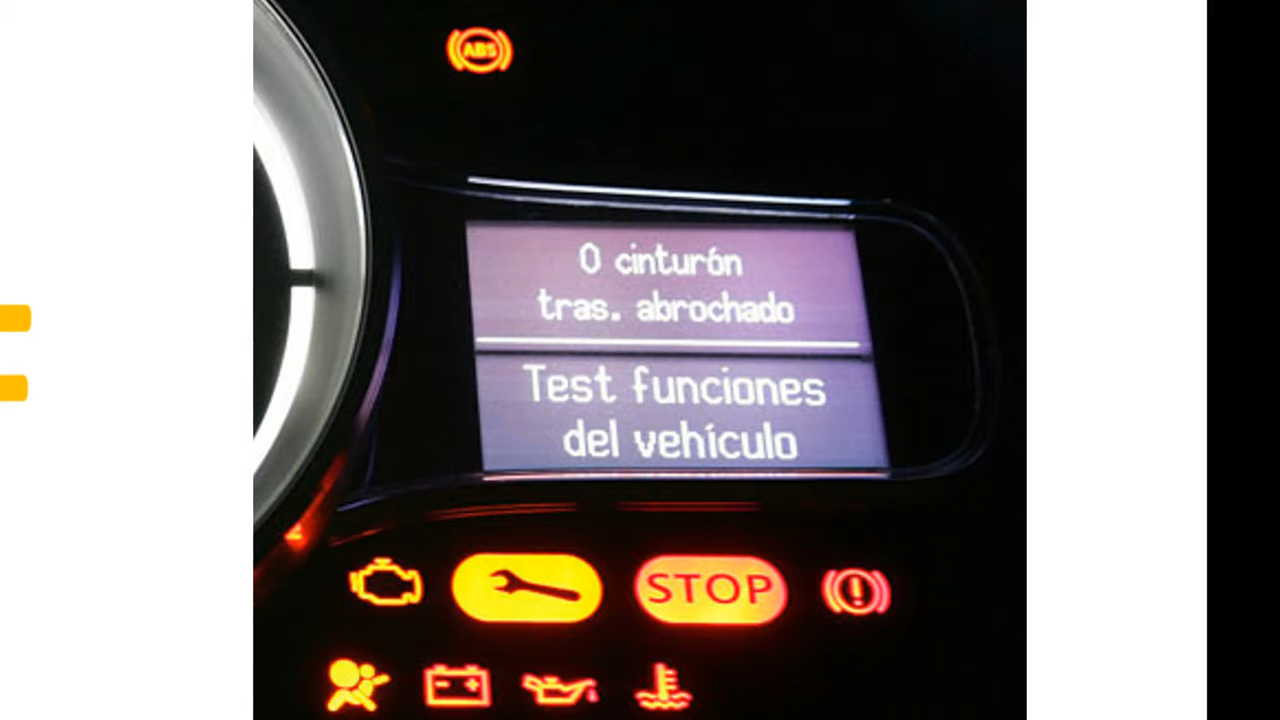 ABS
0 cinturón
tras. abrochado
Test funciones
del vehículo
STOP